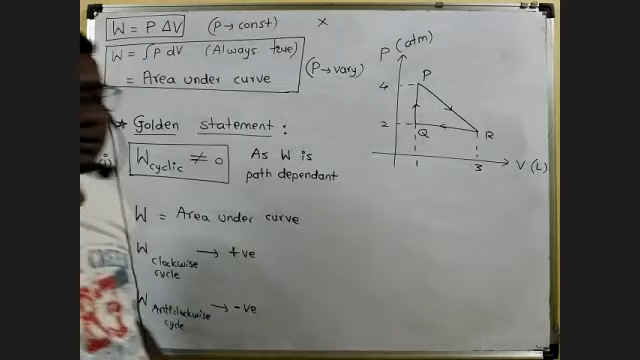 W = P ΔV (P → const) ×
W = ∫P dV (Always true)
= Area under curve
(P → vary)
* Golden statement :
i)
W cyclic ≠ 0
As W is
path dependant
W = Area under curve
W Clockwise cycle → +ve
W Anticlockwise cycle → -ve
P (atm)
P
4
2
Q
R
1
3
V (L)